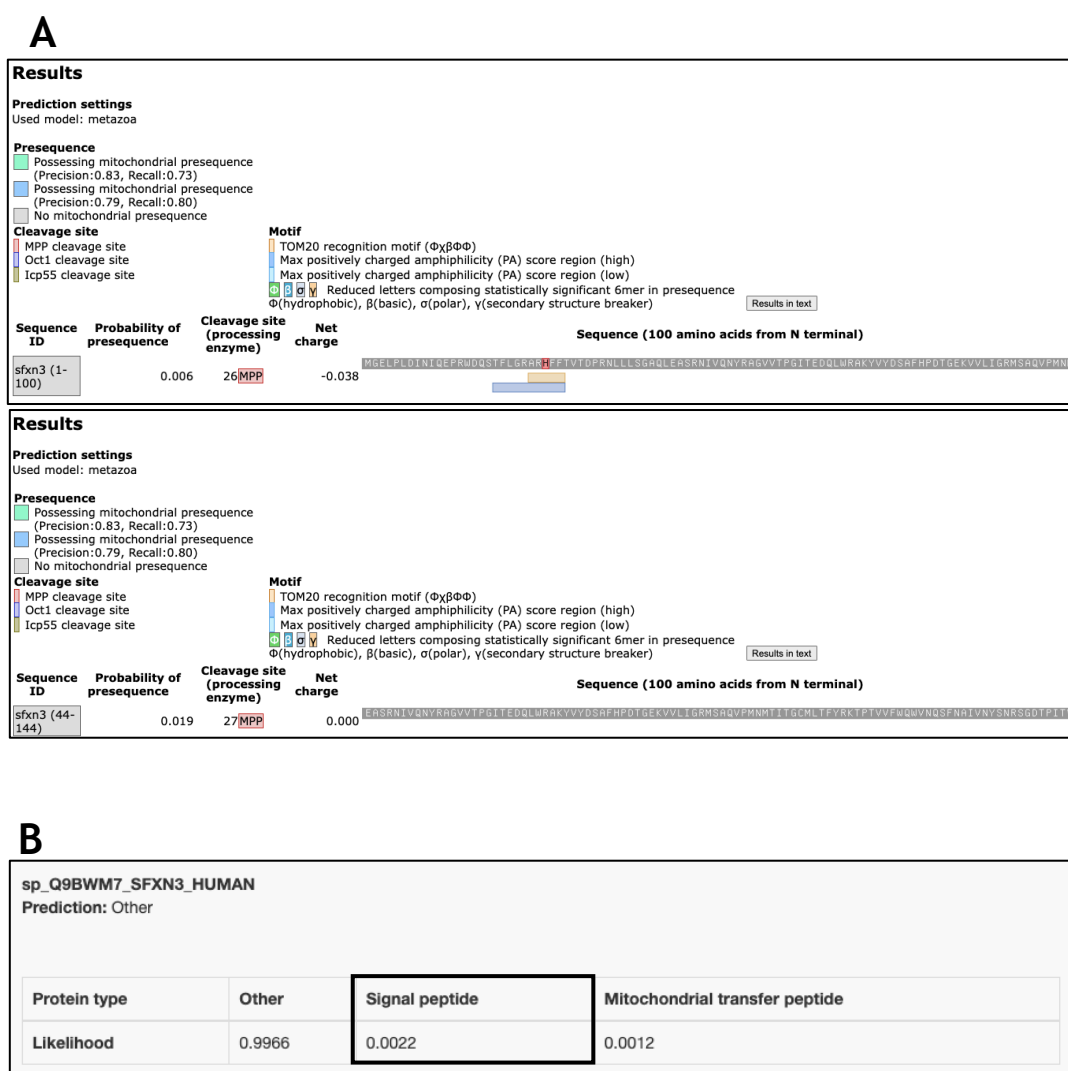 A
Results
Prediction settings
Used model: metazoa
Presequence
Possessing mitochondrial presequence
(Precision:0.83, Recall:0.73)
Possessing mitochondrial presequence
(Precision:0.79, Recall:0.80)
No mitochondrial presequence
Cleavage site Motif
MPP cleavage site TOM20 recognition motif (ΦχβΦΦ)
Oct1 cleavage site Max positively charged amphiphilicity (PA) score region (high)
Icp55 cleavage site Max positively charged amphiphilicity (PA) score region (low)
Φ β σ γ Reduced letters composing statistically significant 6mer in presequence
Φ(hydrophobic), β(basic), σ(polar), γ(secondary structure breaker) Results in text
Sequence ID Probability of presequence Cleavage site (processing enzyme) Net charge Sequence (100 amino acids from N terminal)
sfxn3 (1-100) 0.006 26 MPP -0.038 MGELPLDINIQEPRWDQSTFLGRARHFFTVTDPRNLLLSGAQLEASRNIVQNYRAGVVTPGITEDQLWRAKYVYDSAFHPDTGEKVVLIGRMSAQVPMN
Results
Prediction settings
Used model: metazoa
Presequence
Possessing mitochondrial presequence
(Precision:0.83, Recall:0.73)
Possessing mitochondrial presequence
(Precision:0.79, Recall:0.80)
No mitochondrial presequence
Cleavage site Motif
MPP cleavage site TOM20 recognition motif (ΦχβΦΦ)
Oct1 cleavage site Max positively charged amphiphilicity (PA) score region (high)
Icp55 cleavage site Max positively charged amphiphilicity (PA) score region (low)
Φ β σ γ Reduced letters composing statistically significant 6mer in presequence
Φ(hydrophobic), β(basic), σ(polar), γ(secondary structure breaker) Results in text
Sequence ID Probability of presequence Cleavage site (processing enzyme) Net charge Sequence (100 amino acids from N terminal)
sfxn3 (44-144) 0.019 27 MPP 0.000 EASRNIVQNYRAGVVTPGITEDQLWRAKYVYDSAFHPDTGEKVVLIGRMSAQVPMNMTITGCMLTFYRKTPTVVFWQWVNQSFNAIVNYSNRSGDTPIT
B
sp_Q9BWM7_SFXN3_HUMAN
Prediction: Other
Protein type Other Signal peptide Mitochondrial transfer peptide
Likelihood 0.9966 0.0022 0.0012